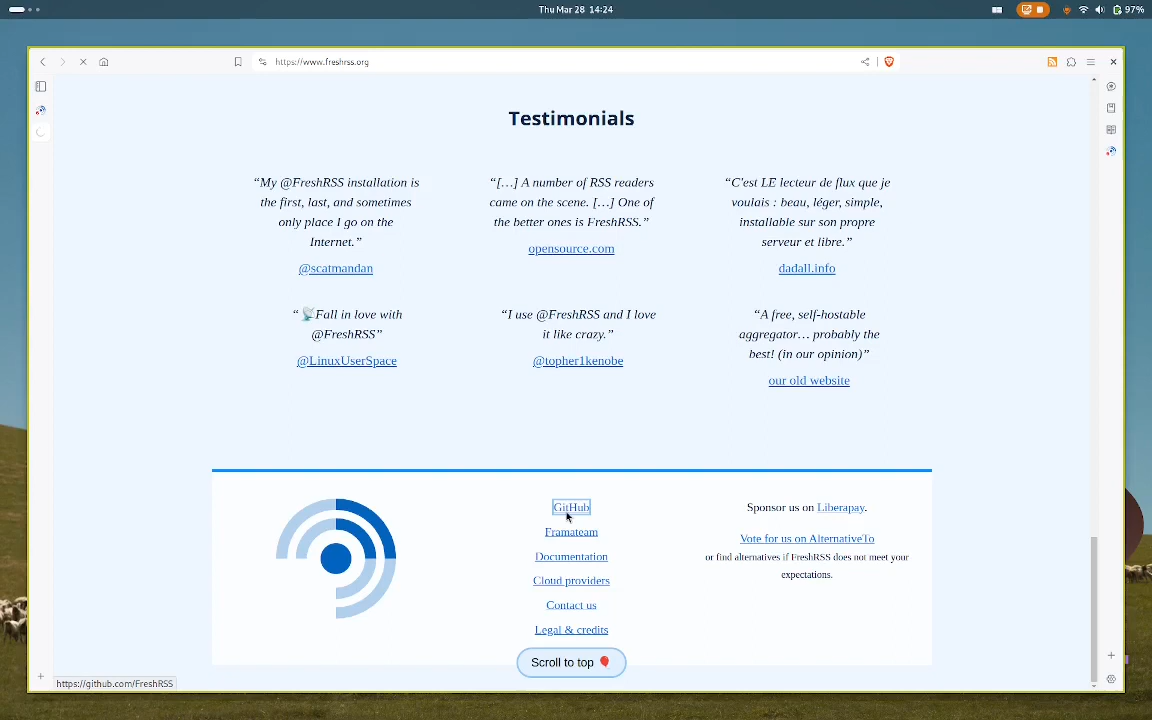 Thu Mar 28 14:24
97%
https://www.freshrss.org
Testimonials
“My @FreshRSS installation is
the first, last, and sometimes
only place I go on the
Internet.”
@scatmandan
“[…] A number of RSS readers
came on the scene. […] One of
the better ones is FreshRSS.”
opensource.com
“C'est LE lecteur de flux que je
voulais : beau, léger, simple,
installable sur son propre
serveur et libre.”
dadall.info
“📡Fall in love with
@FreshRSS”
@LinuxUserSpace
“I use @FreshRSS and I love
it like crazy.”
@topher1kenobe
“A free, self-hostable
aggregator… probably the
best! (in our opinion)”
our old website
GitHub
Framateam
Documentation
Cloud providers
Contact us
Legal & credits
Sponsor us on Liberapay.
Vote for us on AlternativeTo
or find alternatives if FreshRSS does not meet your
expectations.
Scroll to top 🎈
https://github.com/FreshRSS